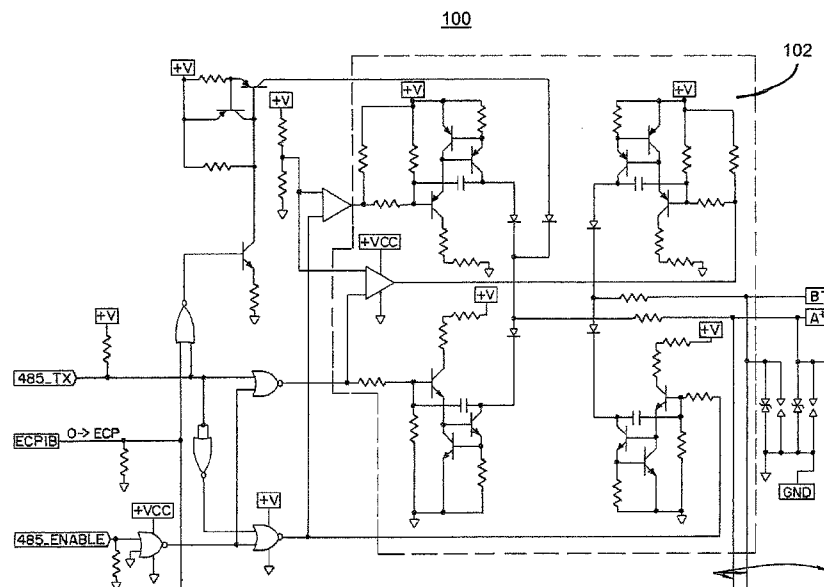 100
102
+V
+V
+V
+V
+VCC
+V
+V
+V
B-
A+
485_TX
ECPIB
0->ECP
+VCC
+V
485_ENABLE
GND